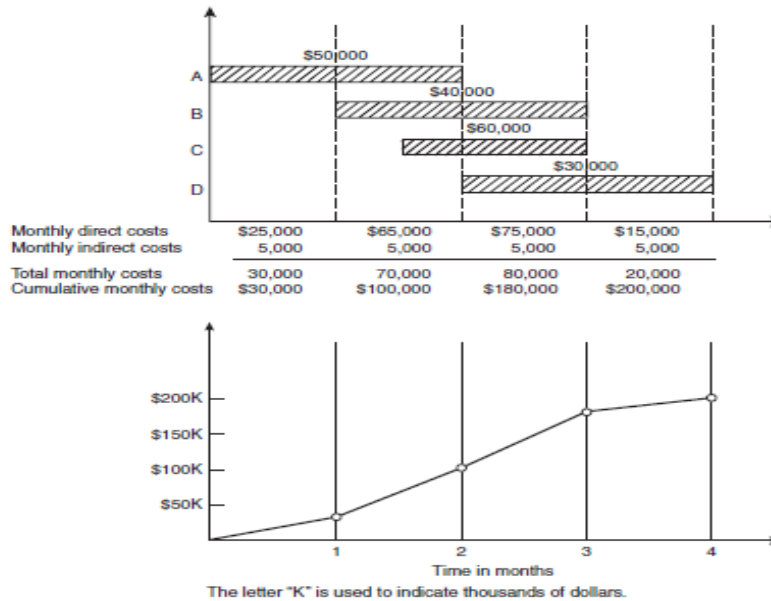 $50,000
A
$40,000
B
$60,000
C
$30,000
D
Monthly direct costs $25,000 $65,000 $75,000 $15,000
Monthly indirect costs 5,000 5,000 5,000 5,000
Total monthly costs 30,000 70,000 80,000 20,000
Cumulative monthly costs $30,000 $100,000 $180,000 $200,000
$200K
$150K
$100K
$50K
1 2 3 4
Time in months
The letter “K” is used to indicate thousands of dollars.